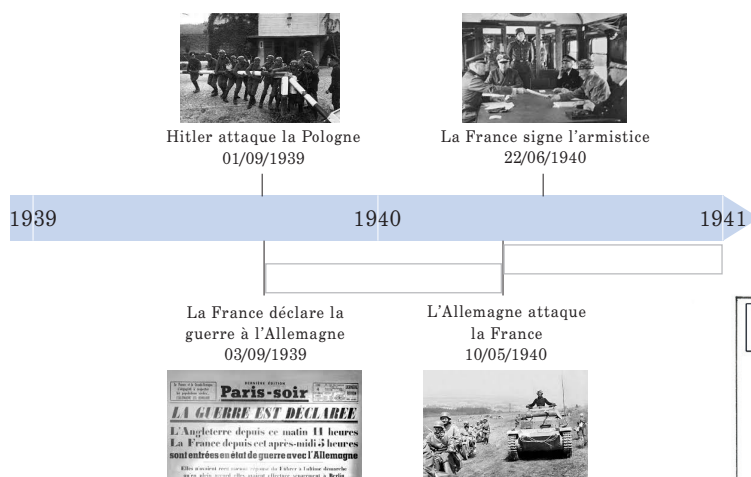 Hitler attaque la Pologne
01/09/1939
La France signe l'armistice
22/06/1940
1939
1940
1941
La France déclare la
guerre à l'Allemagne
03/09/1939
L'Allemagne attaque
la France
10/05/1940
DERNIÈRE ÉDITION
Paris-soir
LA GUERRE EST DÉCLARÉE
L'Angleterre depuis ce matin 11 heures
La France depuis cet après-midi 5 heures
sont entrées en état de guerre avec l'Allemagne